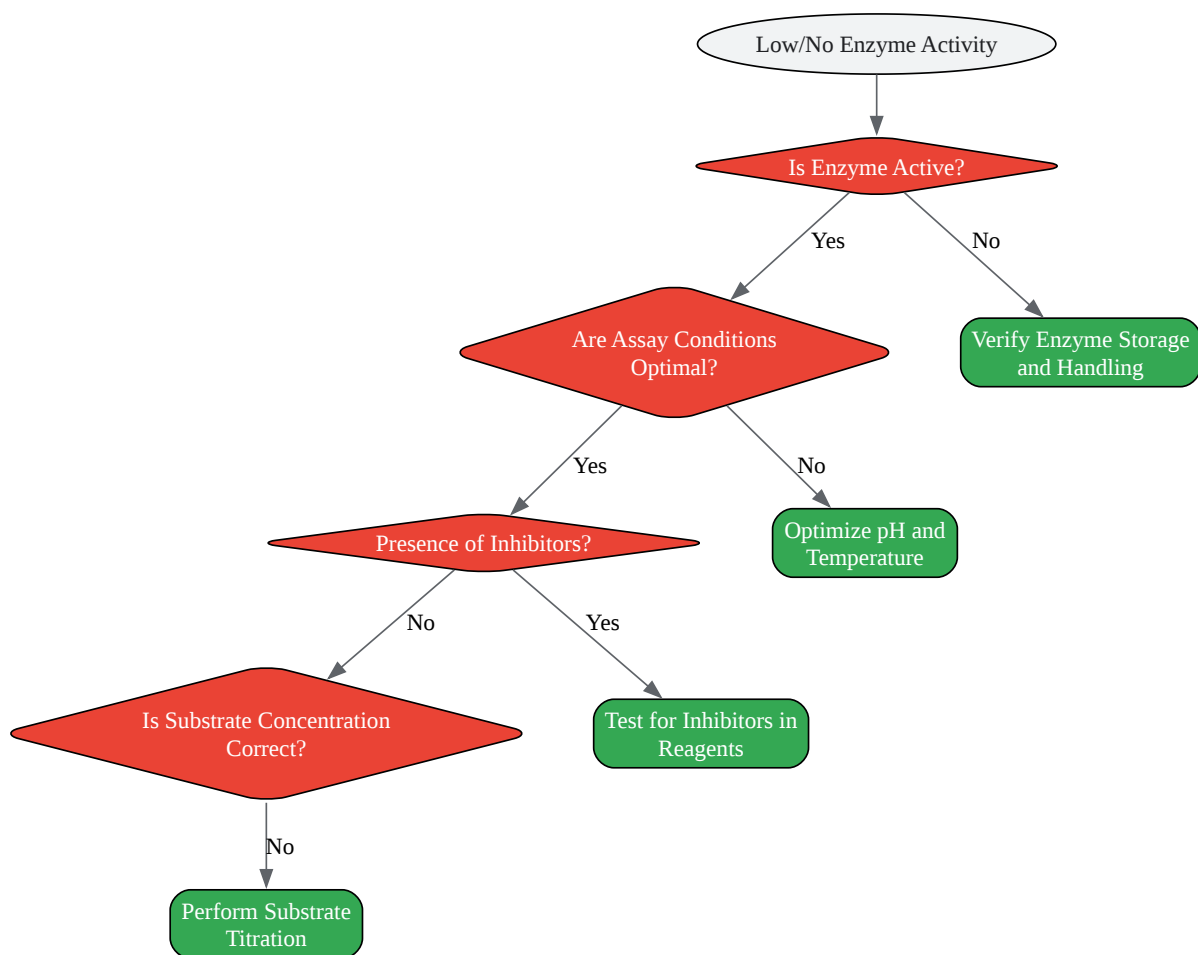 Low/No Enzyme Activity
Is Enzyme Active?
Yes
No
Are Assay Conditions
Optimal?
Verify Enzyme Storage
and Handling
Yes
No
Presence of Inhibitors?
Optimize pH and
Temperature
No
Yes
Is Substrate Concentration
Correct?
Test for Inhibitors in
Reagents
No
Perform Substrate
Titration